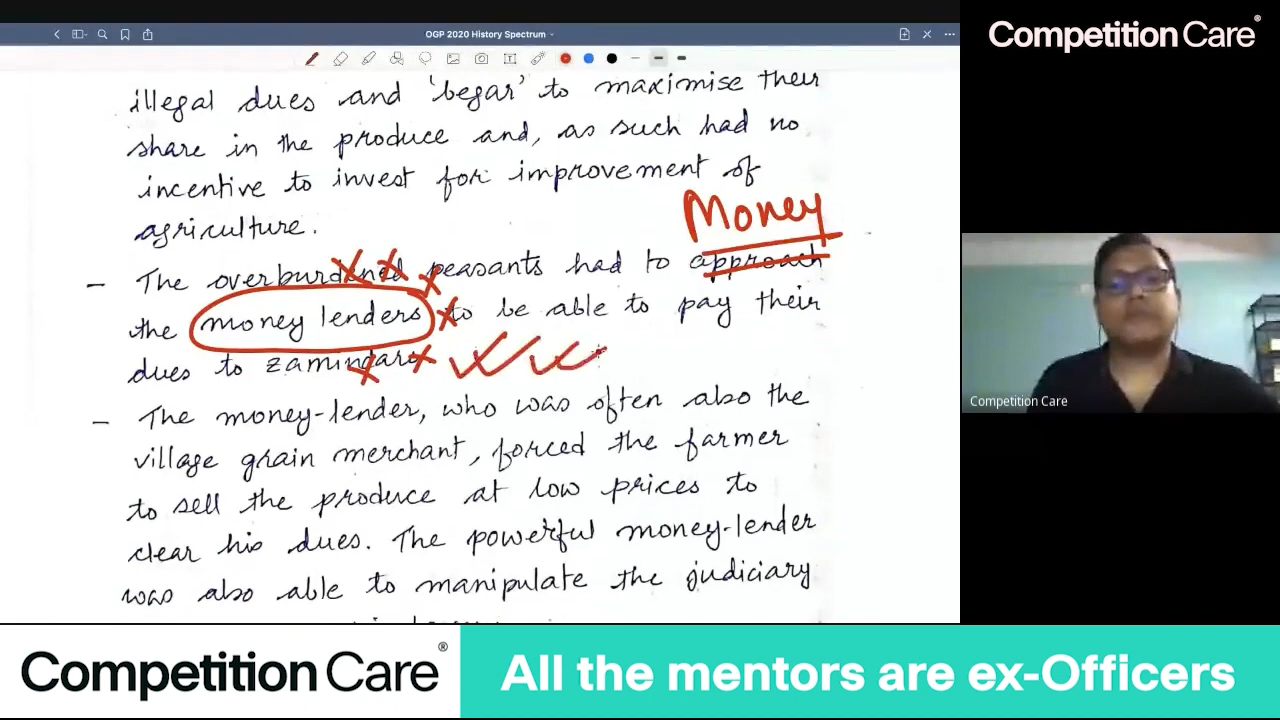 OGP 2020 History Spectrum
Competition Care®
illegal dues and 'begar' to maximise their
share in the produce and, as such had no
incentive to invest for improvement of
agriculture.
Money
- The overburdened peasants had to approach
the money lenders to be able to pay their
dues to zamindars
- The money-lender, who was often also the
village grain merchant, forced the farmer
to sell the produce at low prices to
clear his dues. The powerful money-lender
was also able to manipulate the judiciary
Competition Care
Competition Care®
All the mentors are ex-Officers